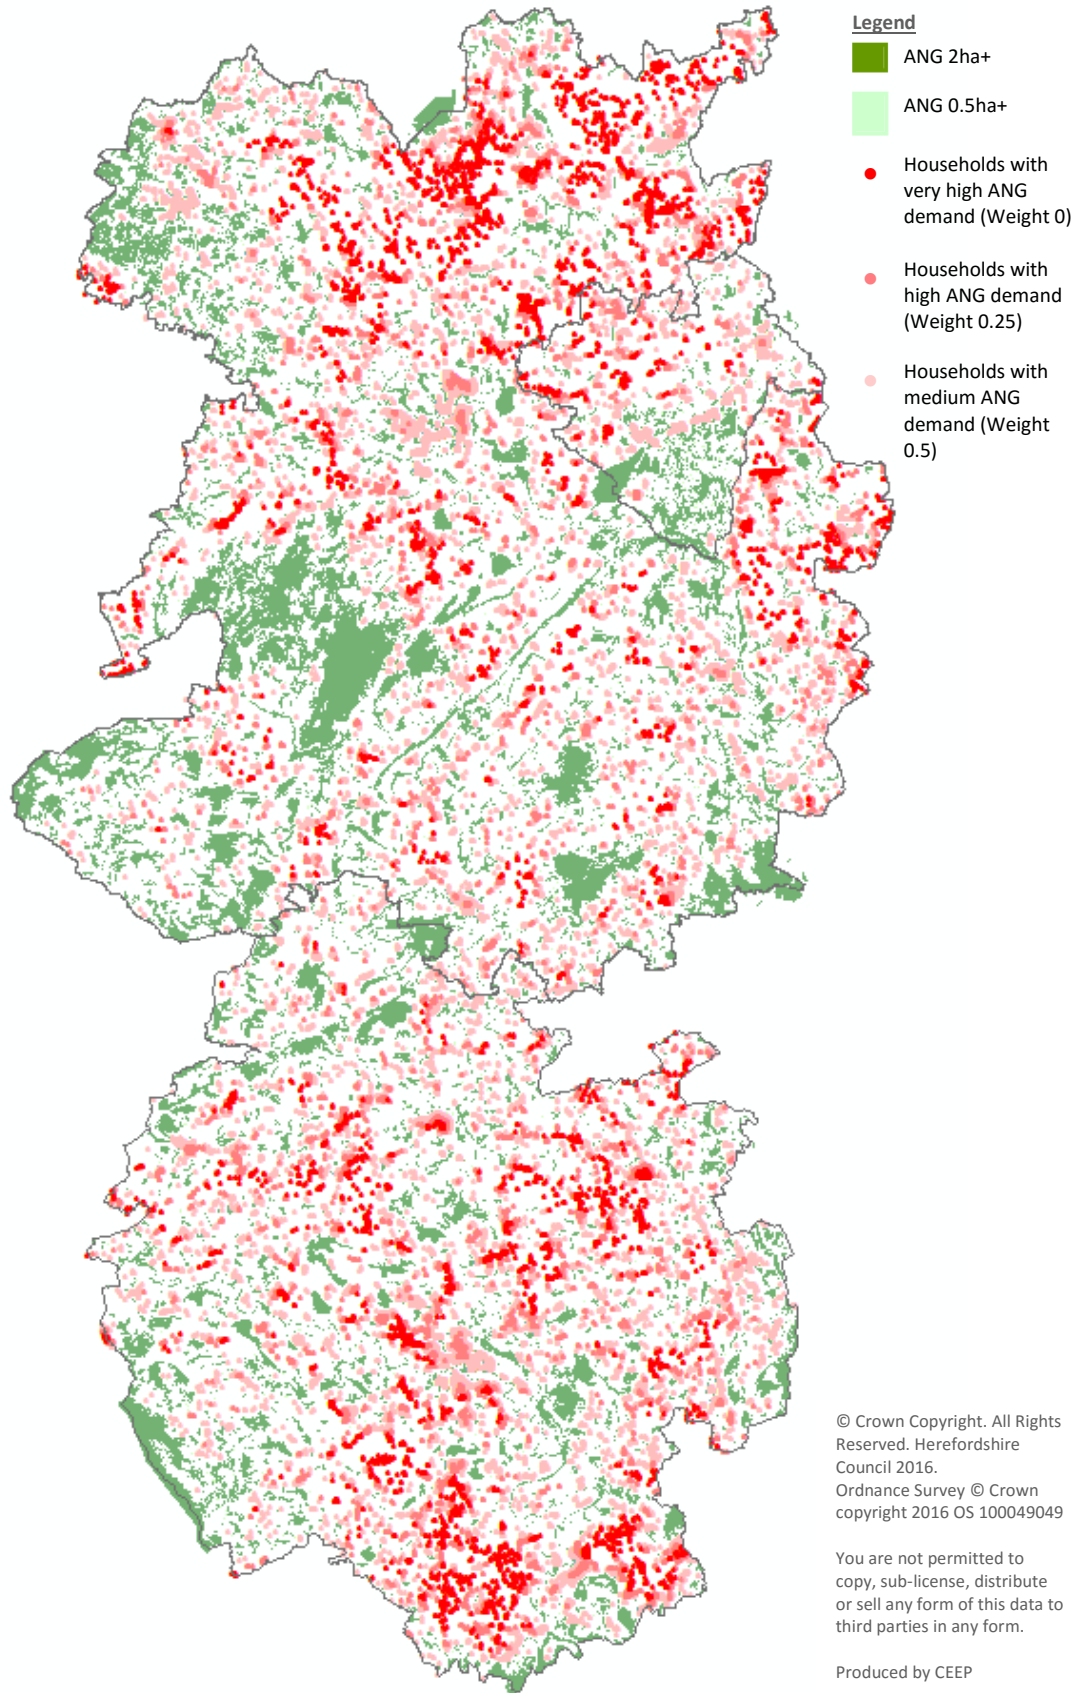 Legend
ANG 2ha+
ANG 0.5ha+
Households with
very high ANG
demand (Weight 0)
Households with
high ANG demand
(Weight 0.25)
Households with
medium ANG
demand (Weight
0.5)
© Crown Copyright. All Rights
Reserved. Herefordshire
Council 2016.
Ordnance Survey © Crown
copyright 2016 OS 100049049
You are not permitted to
copy, sub-license, distribute
or sell any form of this data to
third parties in any form.
Produced by CEEP